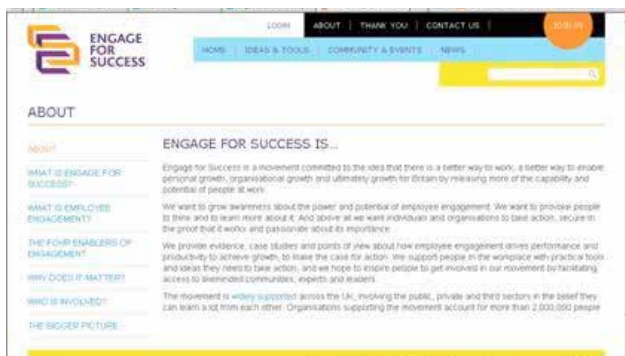 LOGIN ABOUT THANK YOU CONTACT US JOIN IN
ENGAGE
FOR
SUCCESS
HOME IDEAS & TOOLS COMMUNITY & EVENTS NEWS
ABOUT
ABOUT
WHAT IS ENGAGE FOR
SUCCESS?
WHAT IS EMPLOYEE
ENGAGEMENT?
THE FOUR ENABLERS OF
ENGAGEMENT
WHY DOES IT MATTER?
WHO IS INVOLVED?
THE BIGGER PICTURE
ENGAGE FOR SUCCESS IS...
Engage for Success is a movement committed to the idea that there is a better way to work, a better way to enable
personal growth, organisational growth and ultimately growth for Britain by releasing more of the capability and
potential of people at work.
We want to grow awareness about the power and potential of employee engagement. We want to provoke people
to think and to learn more about it. And above all we want individuals and organisations to take action, secure in
the proof that it works and passionate about its importance.
We provide evidence, case studies and points of view about how employee engagement drives performance and
productivity to achieve growth, to make the case for action. We support people in the workplace with practical tools
and ideas they need to take action, and we hope to inspire people to get involved in our movement by facilitating
access to likeminded communities, experts and leaders.
The movement is widely supported across the UK, involving the public, private and third sectors in the belief they
can learn a lot from each other. Organisations supporting the movement account for more than 2,000,000 people